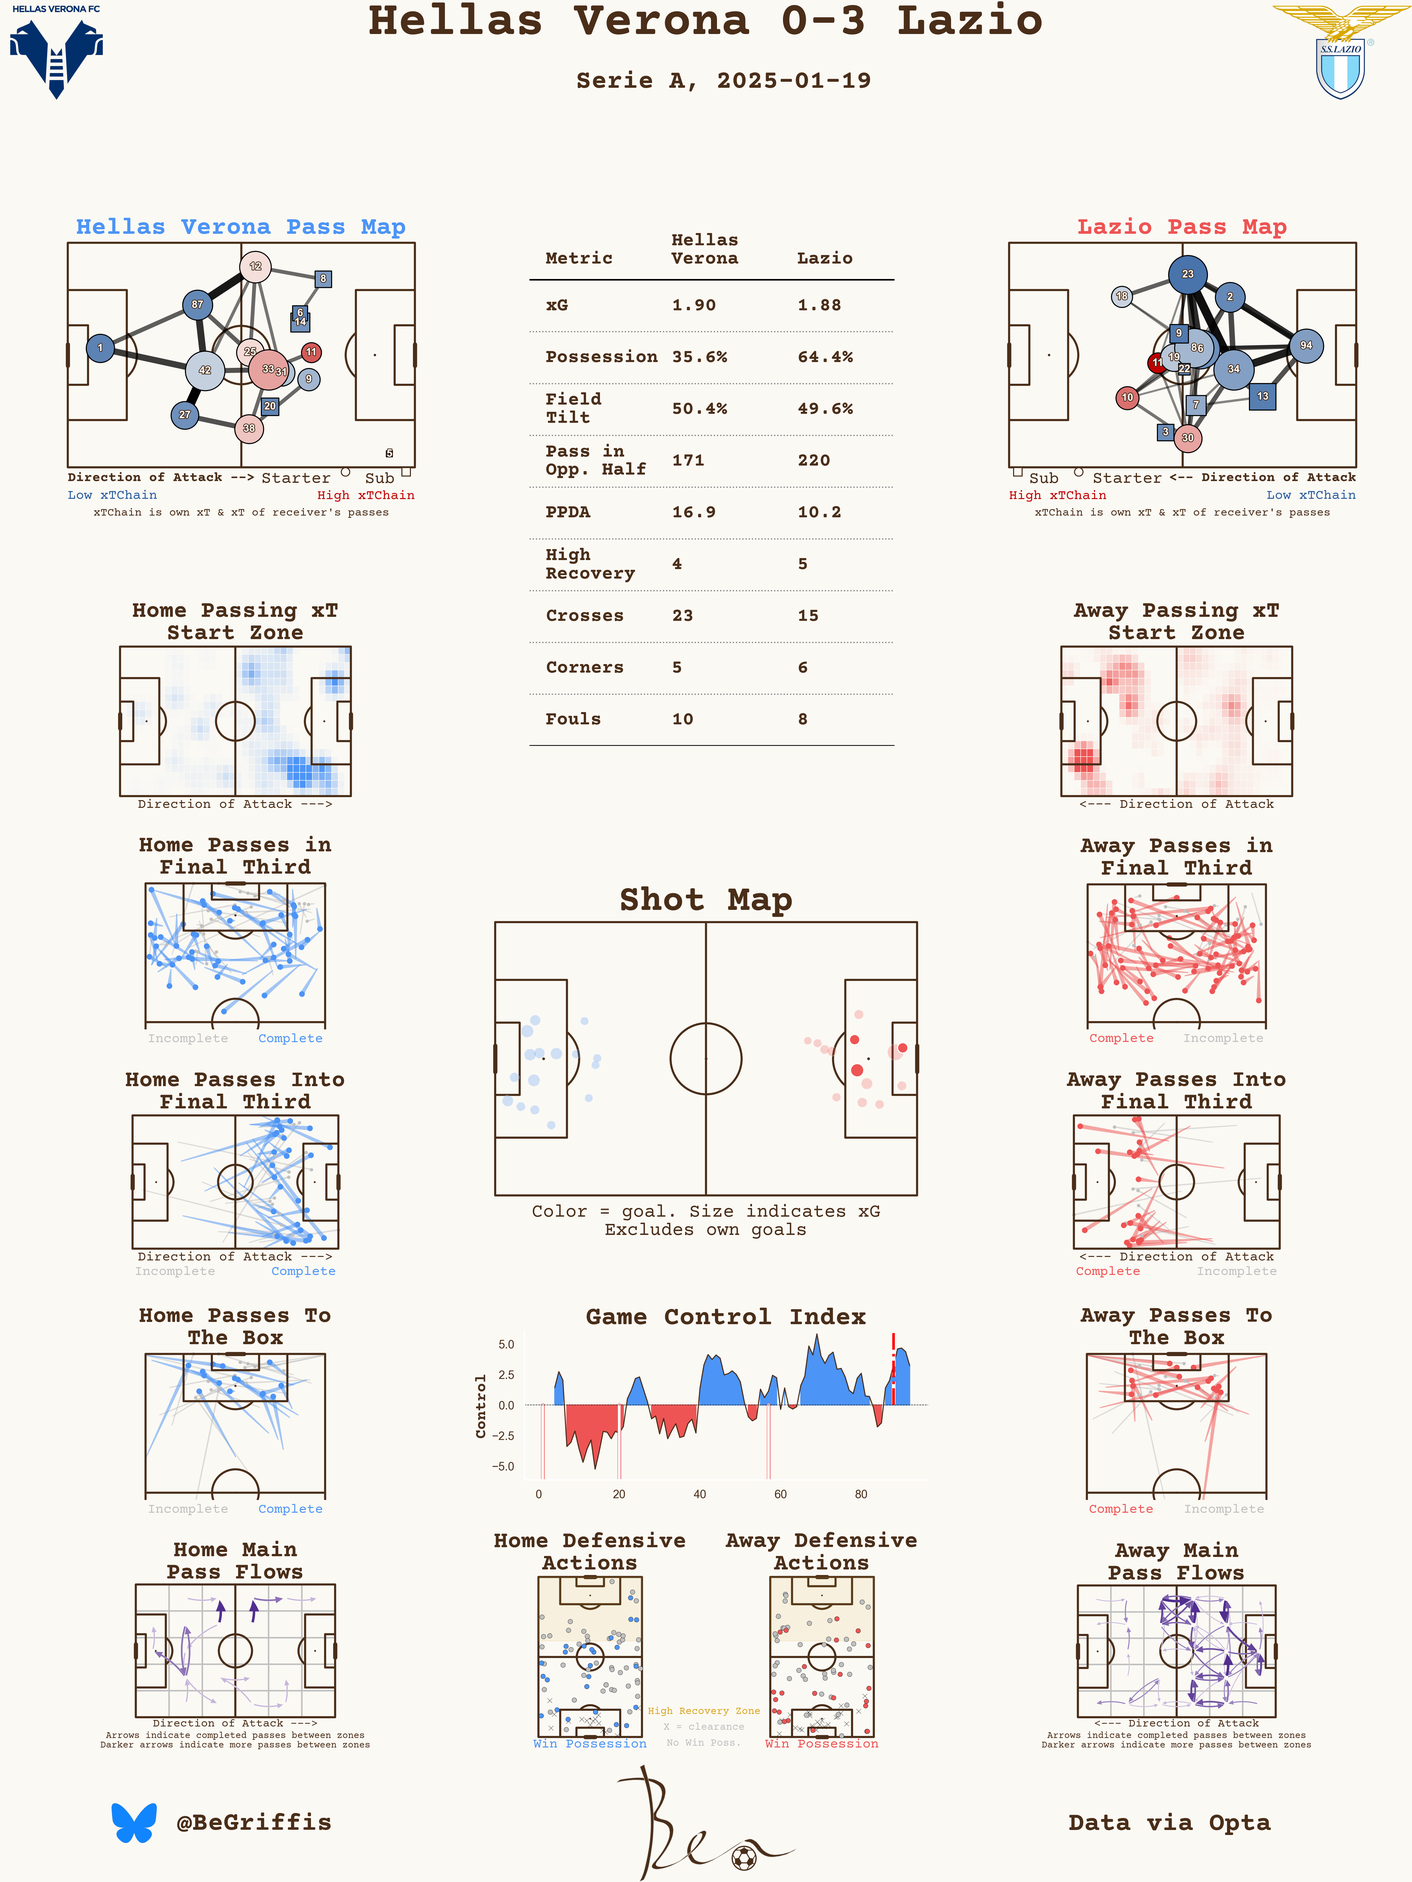 HELLAS VERONA FC
Hellas Verona 0-3 Lazio
Serie A, 2025-01-19
S.S.LAZIO
®
Hellas Verona Pass Map
12
8
87
6
14
1
25
11
42
33
31
9
20
27
38
5
Direction of Attack --> Starter Sub
Low xTChain High xTChain
xTChain is own xT & xT of receiver's passes
Metric Hellas Verona Lazio
xG 1.90 1.88
Possession 35.6% 64.4%
Field Tilt 50.4% 49.6%
Pass in Opp. Half 171 220
PPDA 16.9 10.2
High Recovery 4 5
Crosses 23 15
Corners 5 6
Fouls 10 8
Lazio Pass Map
23
18
2
9
94
19
6
11
22
34
10
7
13
3
30
Sub Starter <-- Direction of Attack
High xTChain Low xTChain
xTChain is own xT & xT of receiver's passes
Home Passing xT
Start Zone
Direction of Attack --->
Away Passing xT
Start Zone
<--- Direction of Attack
Home Passes in
Final Third
Incomplete Complete
Shot Map
Color = goal. Size indicates xG
Excludes own goals
Away Passes in
Final Third
Complete Incomplete
Home Passes Into
Final Third
Direction of Attack --->
Incomplete Complete
Away Passes Into
Final Third
<--- Direction of Attack
Complete Incomplete
Home Passes To
The Box
Incomplete Complete
Game Control Index
Control
5.0
2.5
0.0
−2.5
−5.0
0 20 40 60 80
Away Passes To
The Box
Complete Incomplete
Home Main
Pass Flows
Direction of Attack --->
Arrows indicate completed passes between zones
Darker arrows indicate more passes between zones
Home Defensive
Actions
Win Possession
High Recovery Zone
X = clearance
No Win Poss.
Away Defensive
Actions
Win Possession
Away Main
Pass Flows
<--- Direction of Attack
Arrows indicate completed passes between zones
Darker arrows indicate more passes between zones
@BeGriffis
Ben
Data via Opta